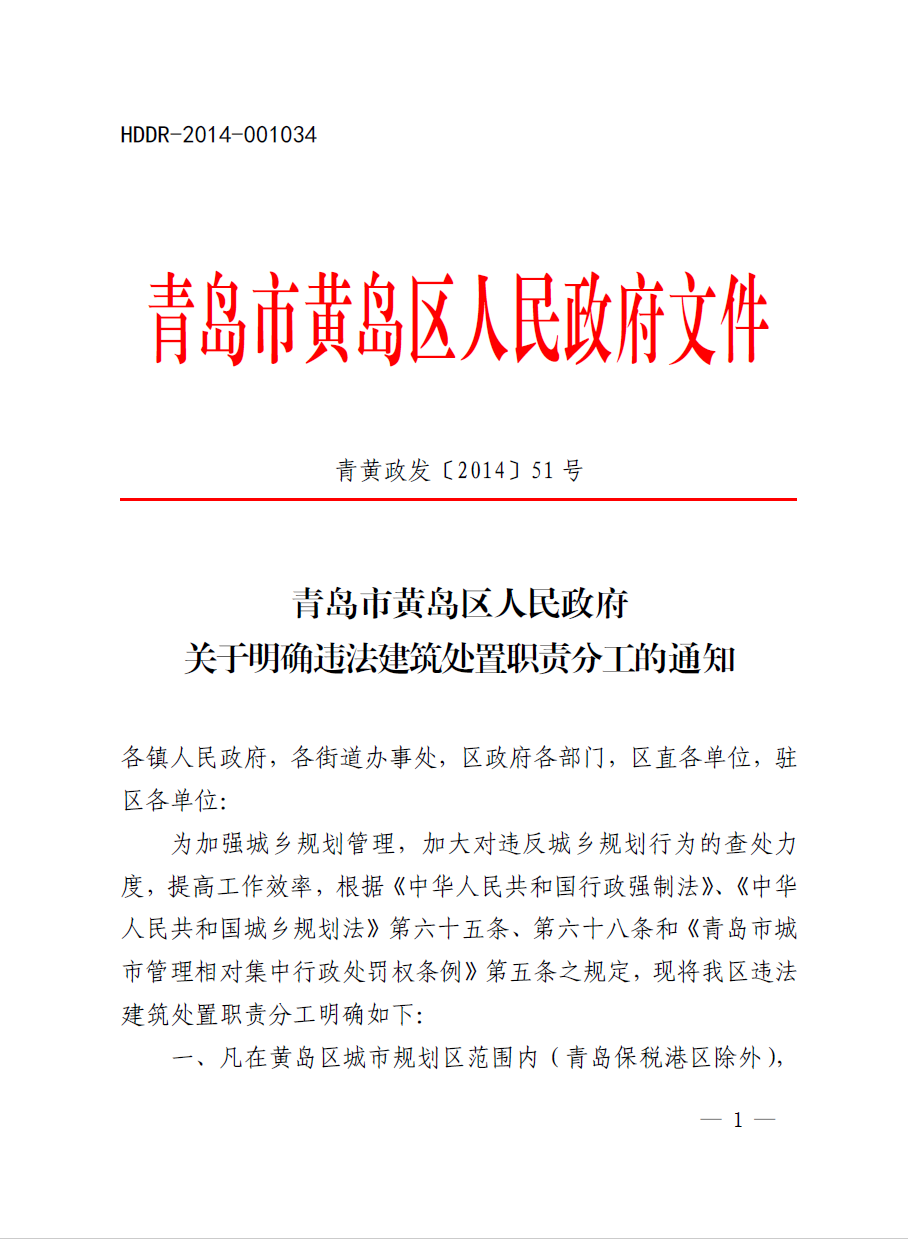 HDDR-2014-001034
青岛市黄岛区人民政府文件
青黄政发〔2014〕51 号
青岛市黄岛区人民政府
关于明确违法建筑处置职责分工的通知
各镇人民政府，各街道办事处，区政府各部门，区直各单位，驻
区各单位：
为加强城乡规划管理，加大对违反城乡规划行为的查处力
度，提高工作效率，根据《中华人民共和国行政强制法》、《中华
人民共和国城乡规划法》第六十五条、第六十八条和《青岛市城
市管理相对集中行政处罚权条例》第五条之规定，现将我区违法
建筑处置职责分工明确如下：
一、凡在黄岛区城市规划区范围内（青岛保税港区除外），
— 1 —